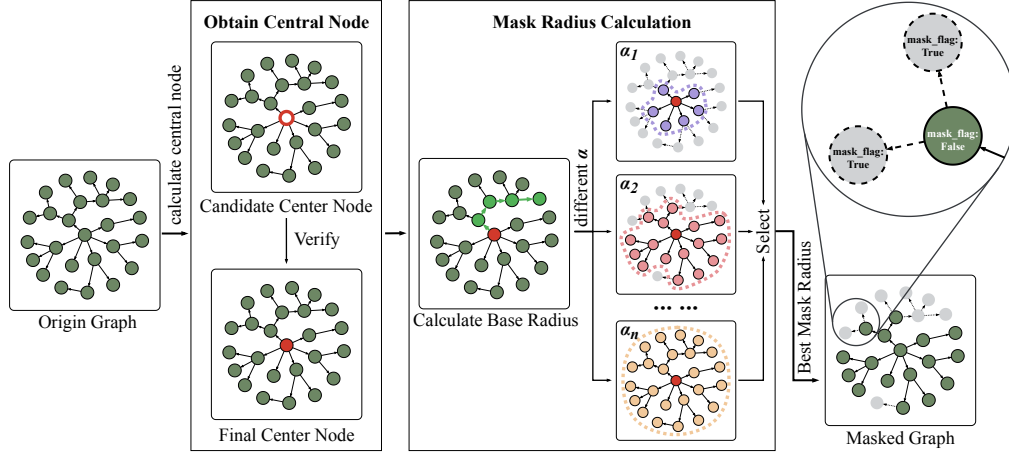 Obtain Central Node
Mask Radius Calculation
Origin Graph
calculate central node
Candidate Center Node
Verify
Final Center Node
Calculate Base Radius
different α
α1
α2
... ...
αn
Select
Best Mask Radius
mask_flag:
True
mask_flag:
True
mask_flag:
False
Masked Graph